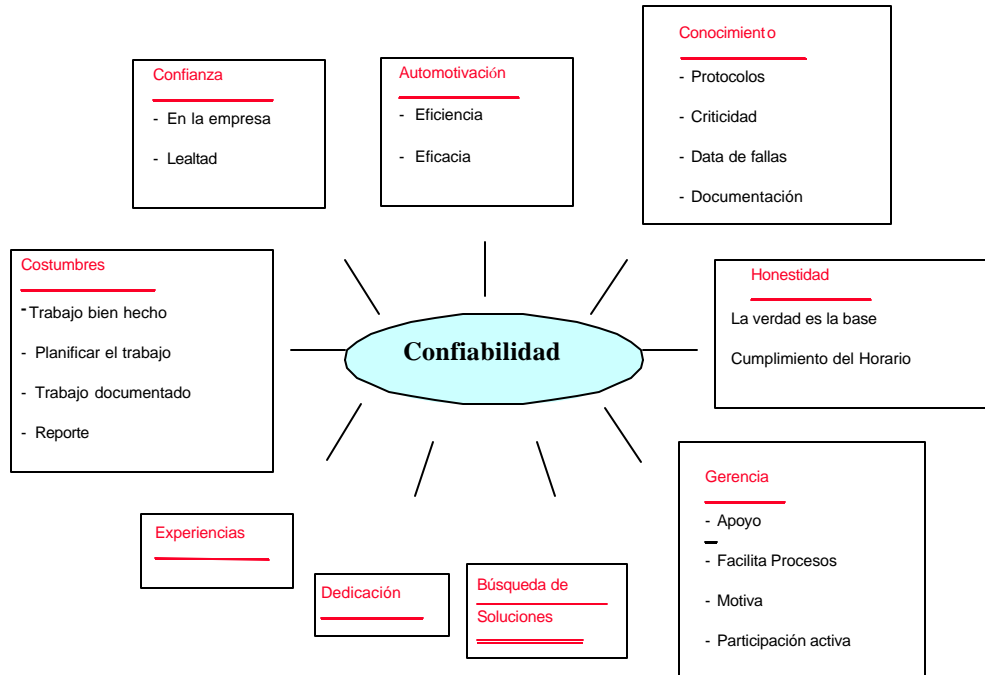 Confianza
- En la empresa
- Lealtad
Automotivación
- Eficiencia
- Eficacia
Conocimiento
- Protocolos
- Criticidad
- Data de fallas
- Documentación
Costumbres
- Trabajo bien hecho
- Planificar el trabajo
- Trabajo documentado
- Reporte
Confiabilidad
Honestidad
La verdad es la base
Cumplimiento del Horario
Experiencias
Dedicación
Búsqueda de
Soluciones
Gerencia
- Apoyo
- Facilita Procesos
- Motiva
- Participación activa